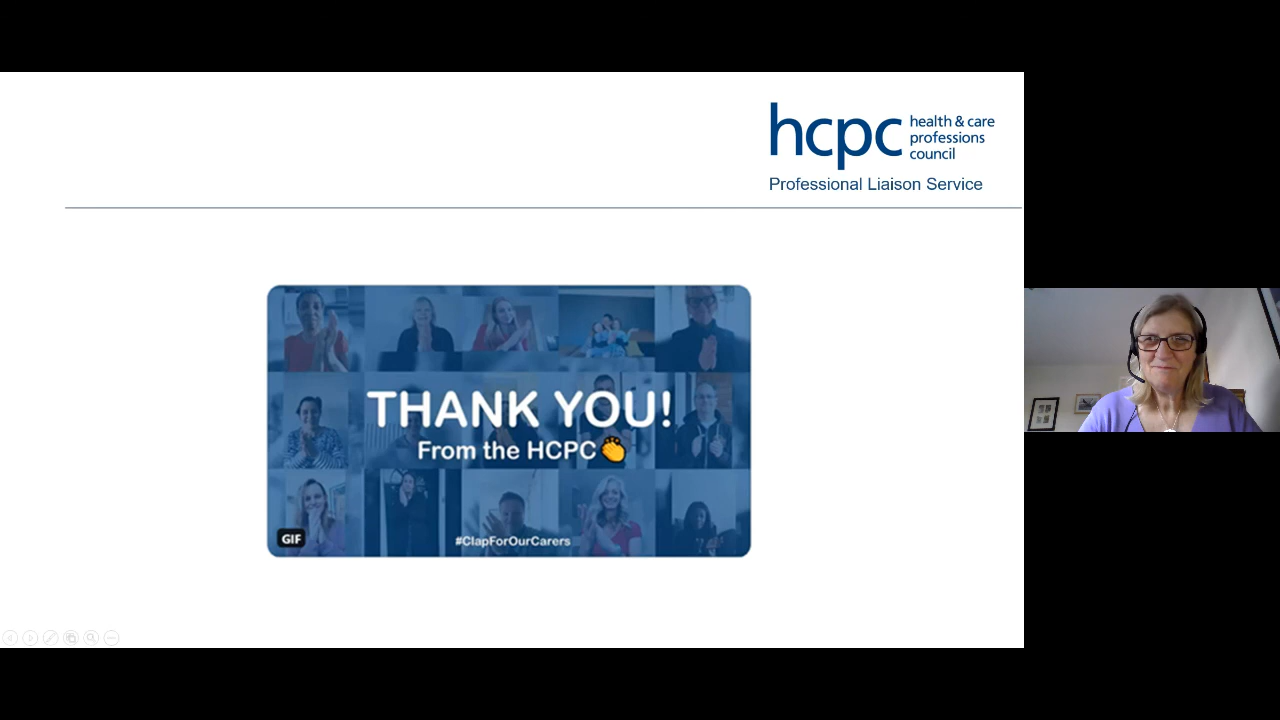 hcpc
health & care
professions
council
Professional Liaison Service
THANK YOU!
From the HCPC👏
GIF
#ClapForOurCarers